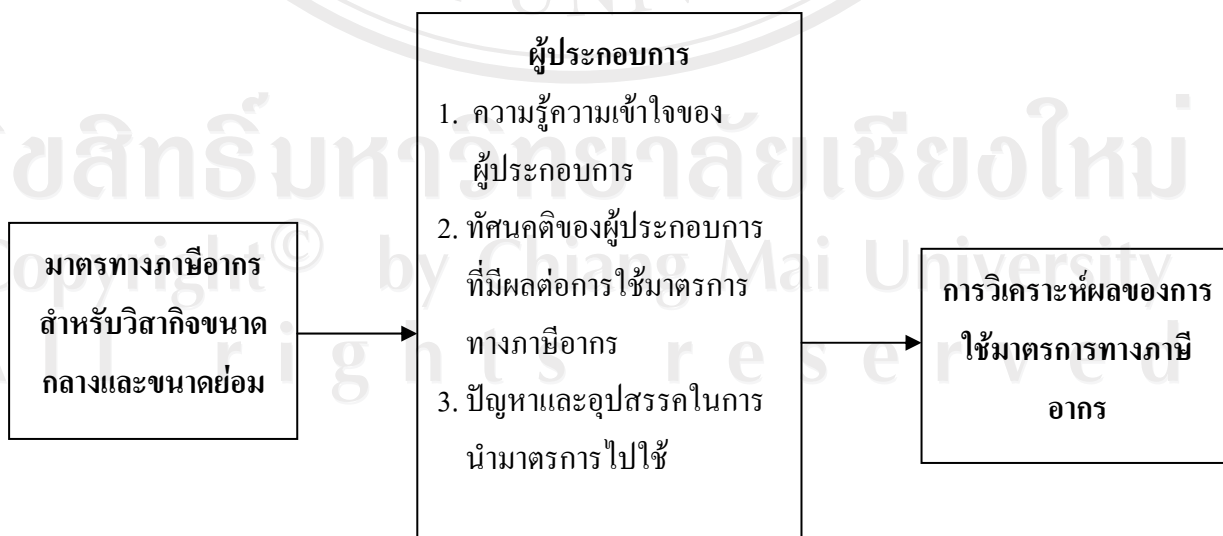 UNIV
ผู้ประกอบการ
1. ความรู้ความเข้าใจของ
ผู้ประกอบการ
2. ทัศนคติของผู้ประกอบการ
ที่มีผลต่อการใช้มาตรการ
ทางภาษีอากร
3. ปัญหาและอุปสรรคในการ
นำมาตรการไปใช้
มาตรทางภาษีอากร
สำหรับวิสากิจขนาด
กลางและขนาดย่อม
การวิเคราะห์ผลของการ
ใช้มาตรการทางภาษี
อากร
ขสิทธิ์มหาวิทยาลัยเชียงใหม่
Copyright© by Chiang Mai University
All rights reserved